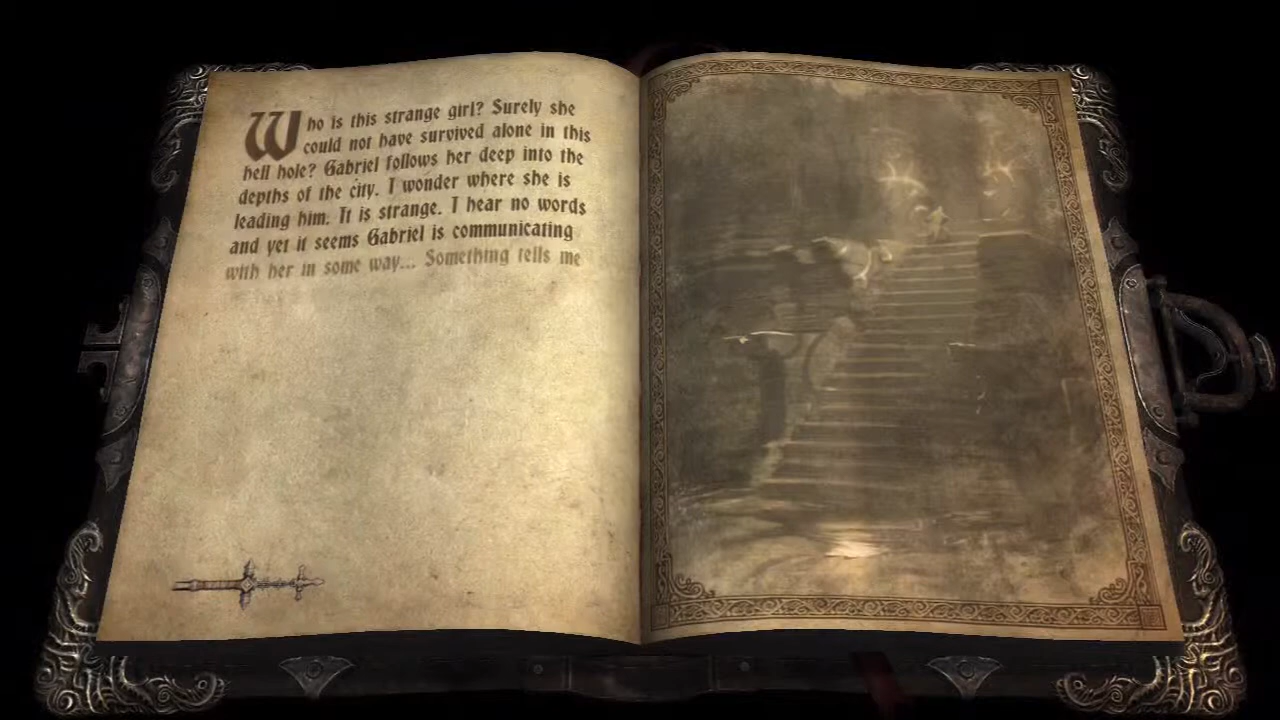 Who is this strange girl? Surely she
could not have survived alone in this
hell hole? Gabriel follows her deep into the
depths of the city. I wonder where she is
leading him. It is strange. I hear no words
and yet it seems Gabriel is communicating
with her in some way... Something tells me